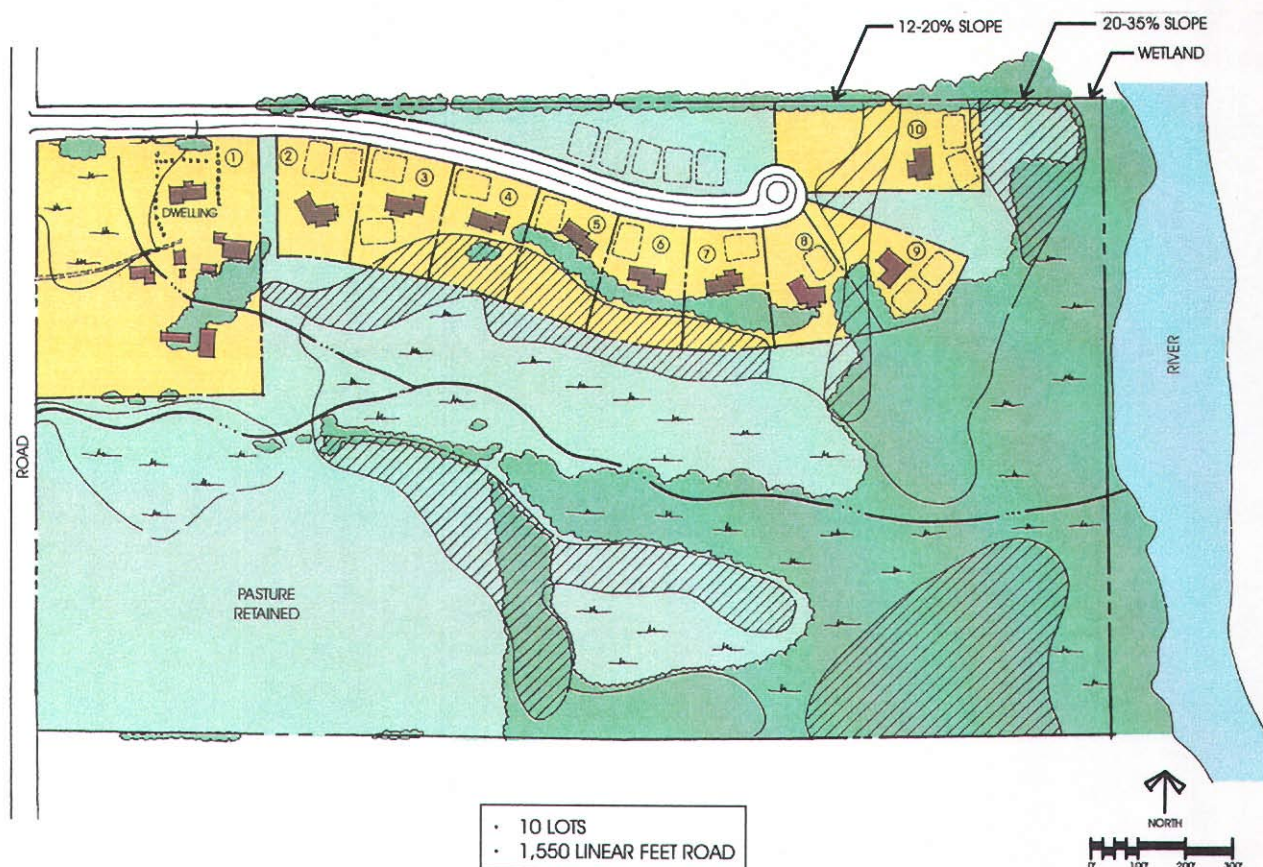 12-20% SLOPE
20-35% SLOPE
WETLAND
①
②
③
④
⑤
⑥
⑦
⑧
⑨
⑩
DWELLING
RIVER
ROAD
PASTURE
RETAINED
· 10 LOTS
· 1,550 LINEAR FEET ROAD
NORTH
0' 100' 200' 300'